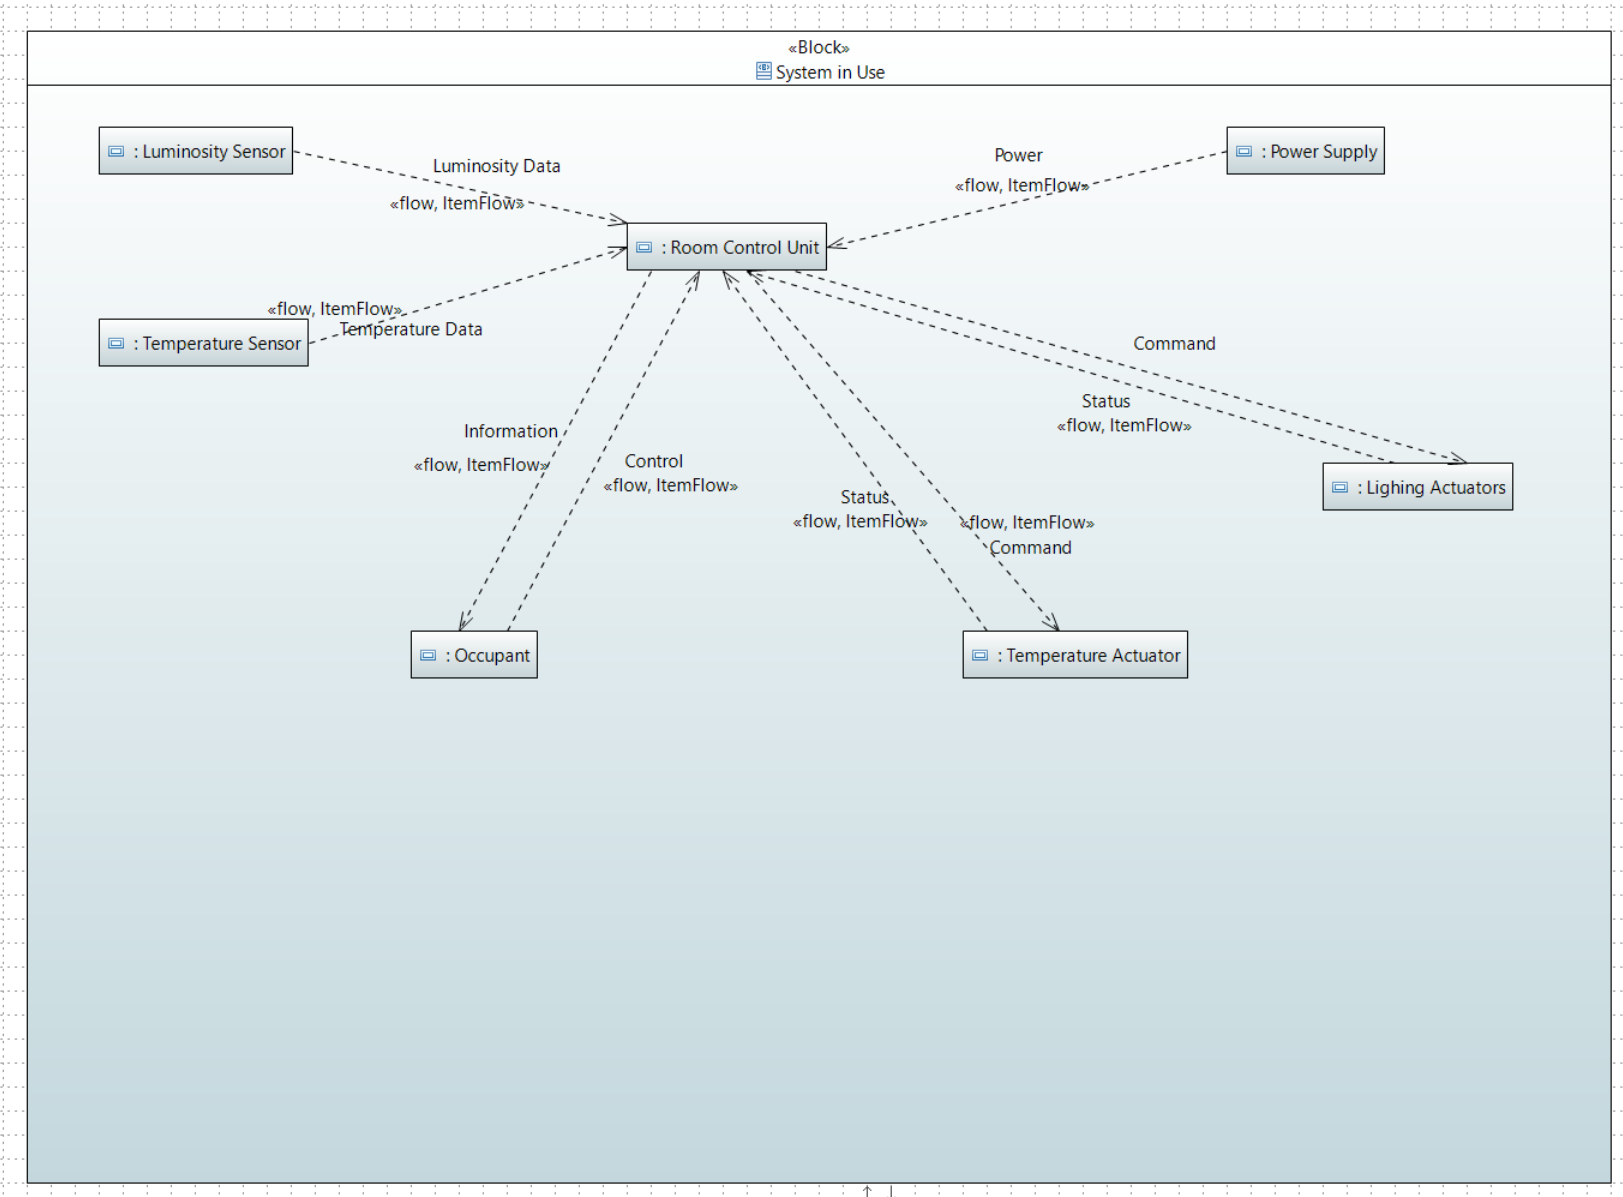 «Block»
System in Use
: Luminosity Sensor
Luminosity Data
«flow, ItemFlow»
Power
«flow, ItemFlow»
: Power Supply
: Room Control Unit
«flow, ItemFlow»
Temperature Data
: Temperature Sensor
Command
Status
«flow, ItemFlow»
Information
«flow, ItemFlow»
Control
«flow, ItemFlow»
Status
«flow, ItemFlow»
«flow, ItemFlow»
Command
: Lighing Actuators
: Occupant
: Temperature Actuator